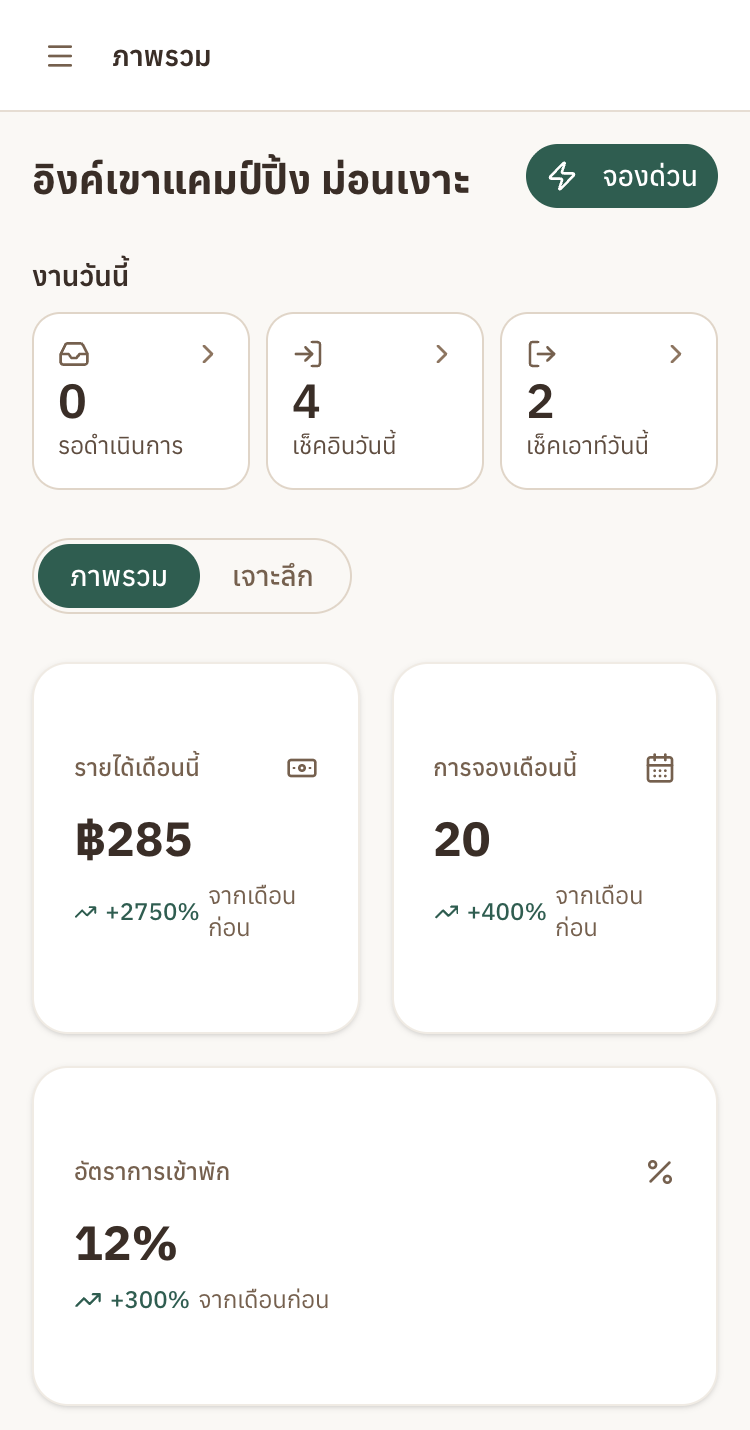 ภาพรวม
อิงค์เขาแคมป์ปิ้ง ม่อนเงาะ
จองด่วน
งานวันนี้
0
รอดำเนินการ
4
เช็คอินวันนี้
2
เช็คเอาท์วันนี้
ภาพรวม
เจาะลึก
รายได้เดือนนี้
฿285
+2750% จากเดือน
ก่อน
การจองเดือนนี้
20
+400% จากเดือน
ก่อน
อัตราการเข้าพัก
12%
+300% จากเดือนก่อน